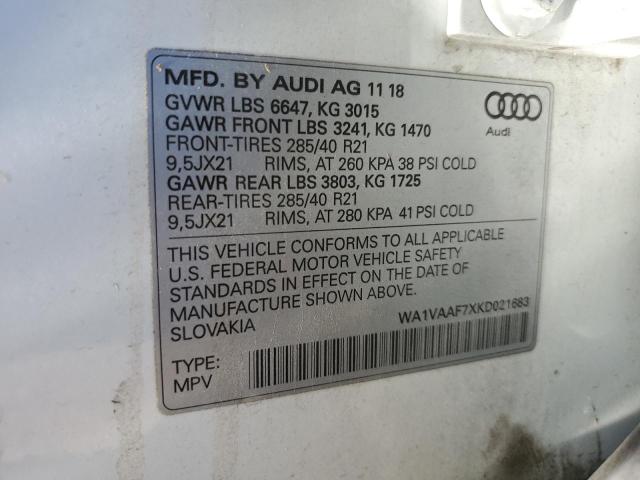 MFD. BY AUDI AG 11 18
GVWR LBS 6647, KG 3015
GAWR FRONT LBS 3241, KG 1470
FRONT-TIRES 285/40 R21
9,5JX21 RIMS, AT 260 KPA 38 PSI COLD
GAWR REAR LBS 3803, KG 1725
REAR-TIRES 285/40 R21
9,5JX21 RIMS, AT 280 KPA 41 PSI COLD
Audi
THIS VEHICLE CONFORMS TO ALL APPLICABLE
U.S. FEDERAL MOTOR VEHICLE SAFETY
STANDARDS IN EFFECT ON THE DATE OF
MANUFACTURE SHOWN ABOVE.
SLOVAKIA
WA1VAAF7XKD021683
TYPE:
MPV